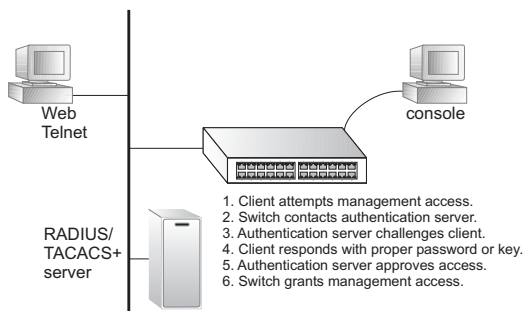 Web
Telnet
console
RADIUS/
TACACS+
server
1. Client attempts management access.
2. Switch contacts authentication server.
3. Authentication server challenges client.
4. Client responds with proper password or key.
5. Authentication server approves access.
6. Switch grants management access.